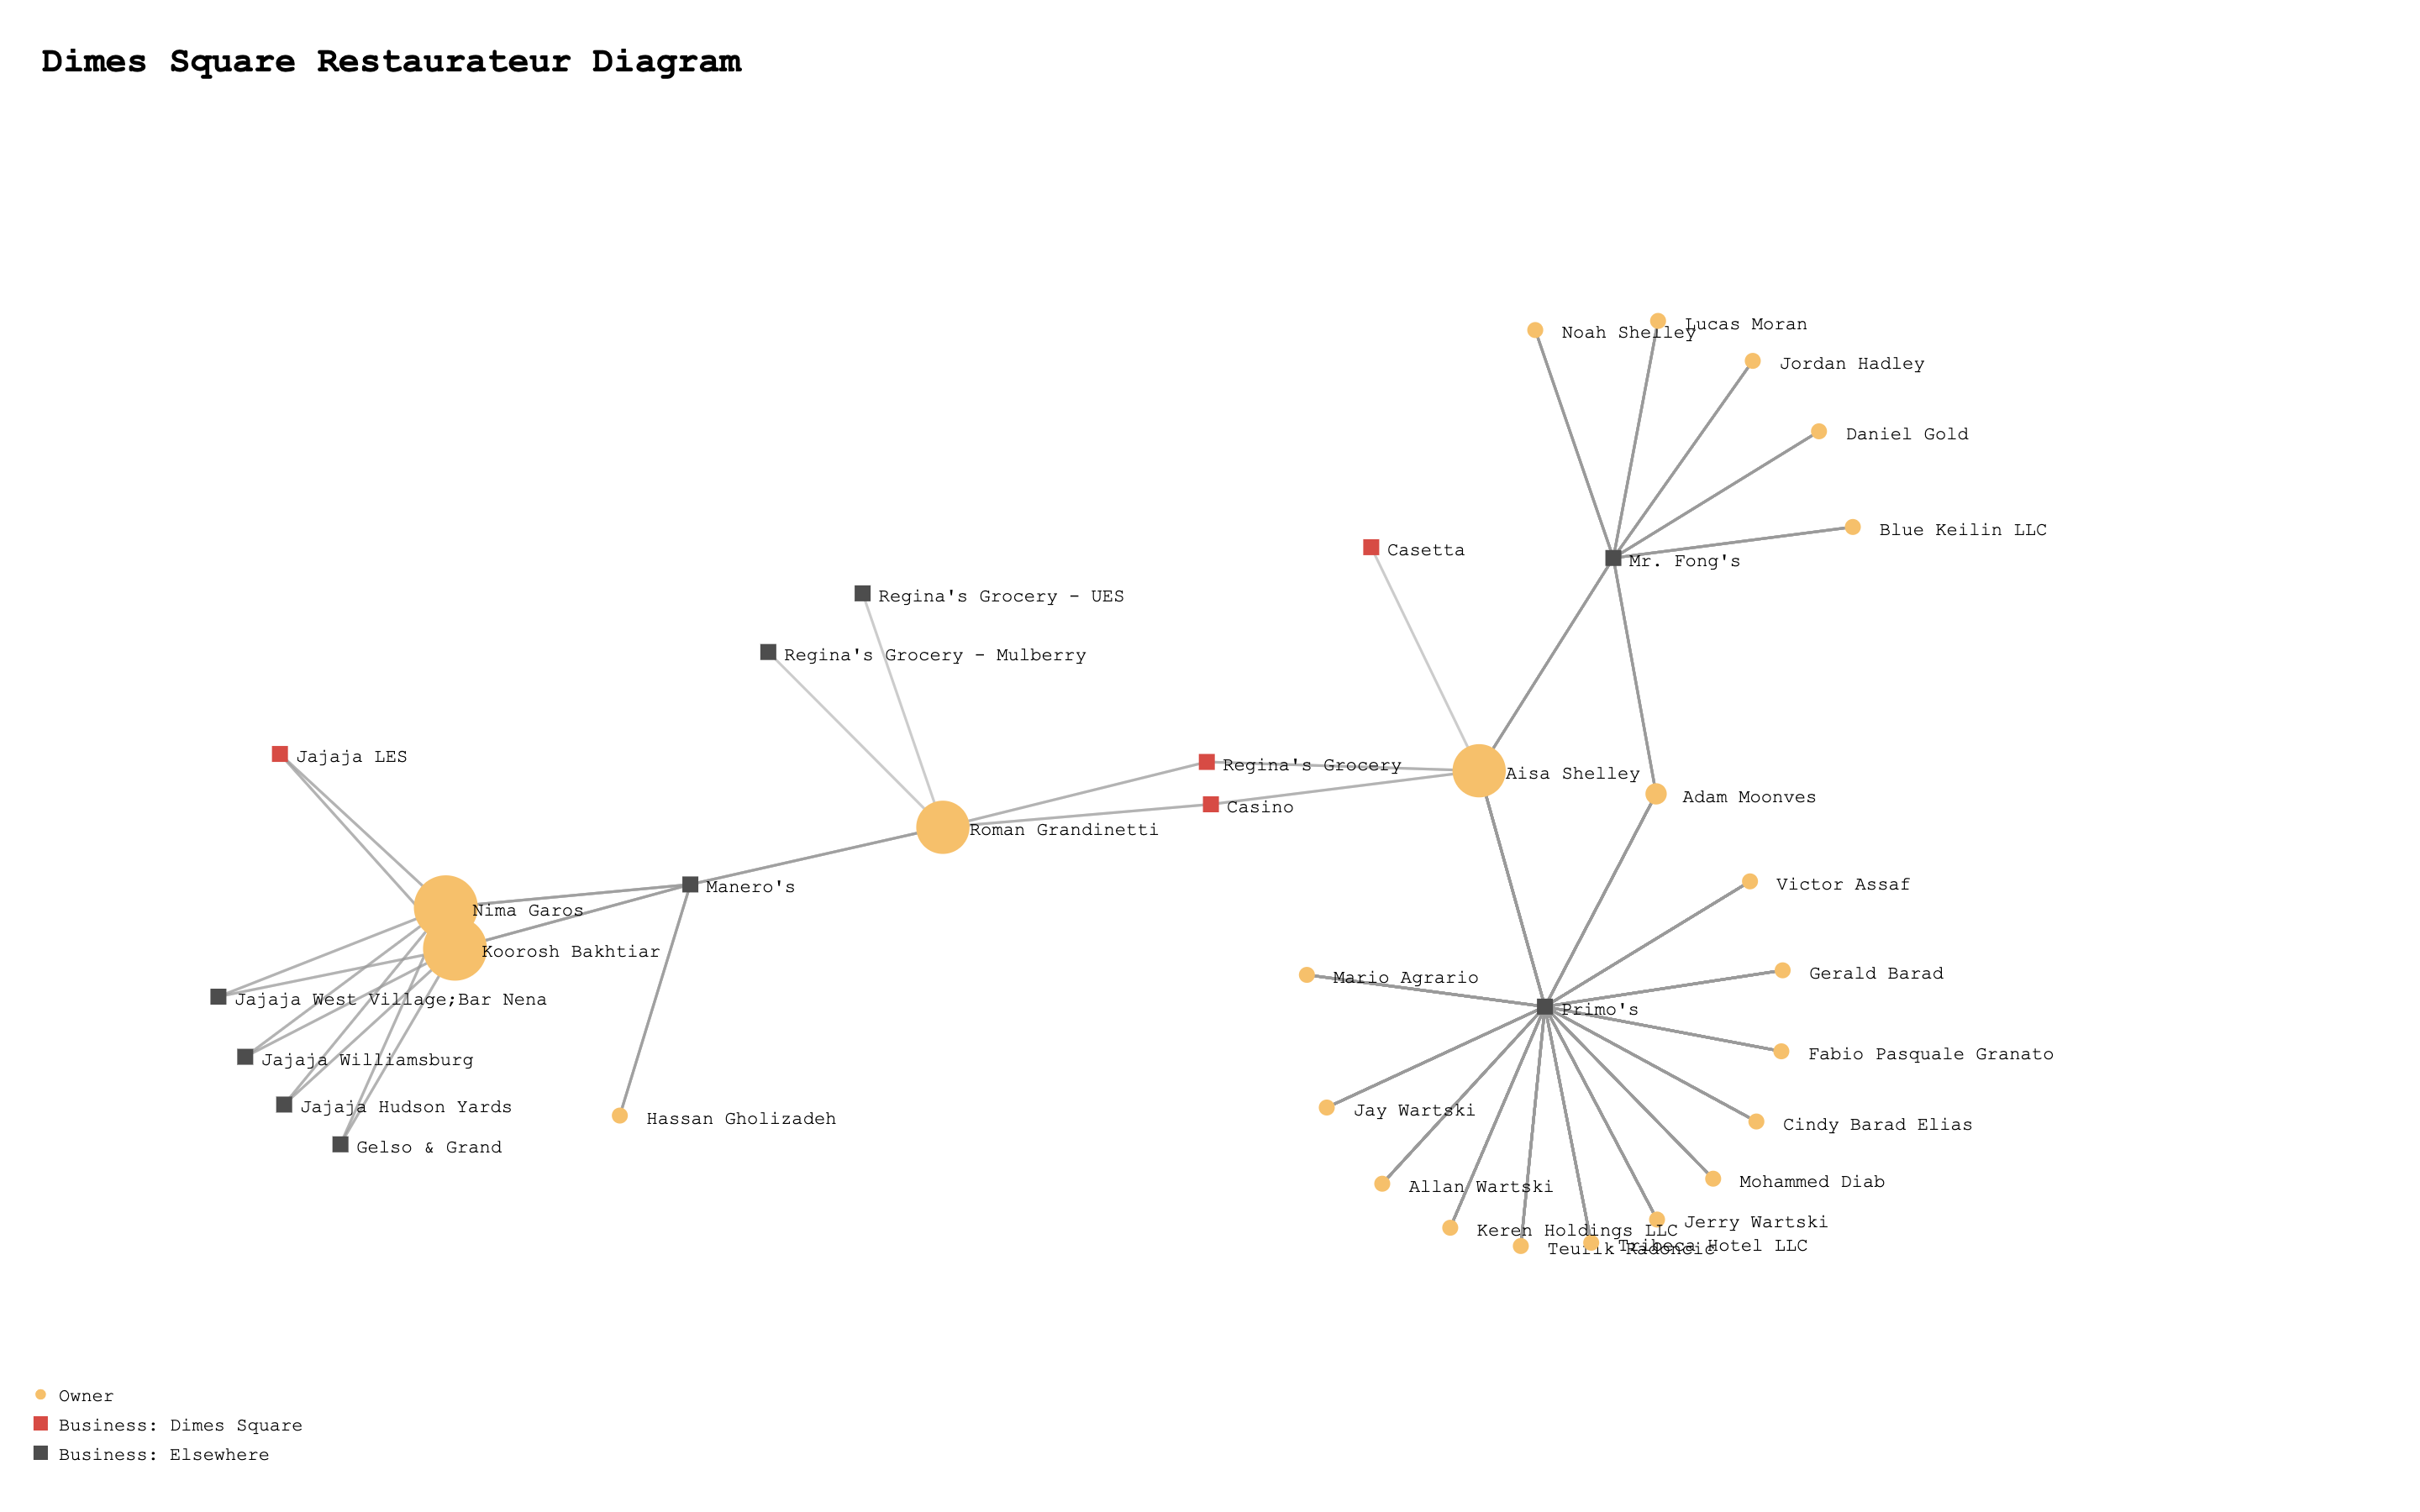 Dimes Square Restaurateur Diagram
Lucas Moran
Noah Shelley
Jordan Hadley
Daniel Gold
Blue Keilin LLC
Casetta
Mr. Fong's
Regina's Grocery - UES
Regina's Grocery - Mulberry
Jajaja LES
Regina's Grocery
Aisa Shelley
Adam Moonves
Casino
Roman Grandinetti
Victor Assaf
Manero's
Nima Garos
Koorosh Bakhtiar
Gerald Barad
Mario Agrario
Jajaja West Village;Bar Nena
Primo's
Fabio Pasquale Granato
Jajaja Williamsburg
Jajaja Hudson Yards
Jay Wartski
Hassan Gholizadeh
Cindy Barad Elias
Gelso & Grand
Mohammed Diab
Allan Wartski
Jerry Wartski
Keren Holdings LLC
Tribeca Hotel LLC
Radoncic
Owner
Business: Dimes Square
Business: Elsewhere